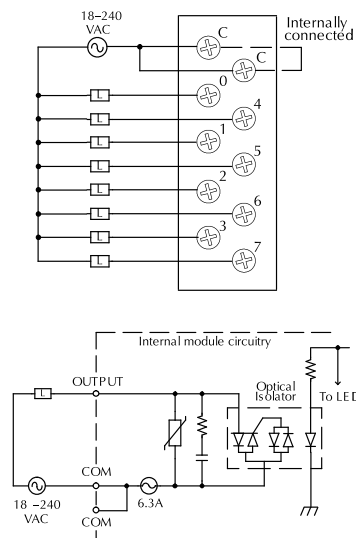 18-240
VAC
Internally
connected
C
C
L
0
L
4
L
1
L
5
L
2
L
6
L
3
L
7
Internal module circuitry
OUTPUT
Optical
Isolator
L
To LED
COM
18 -240
VAC
6.3A
COM